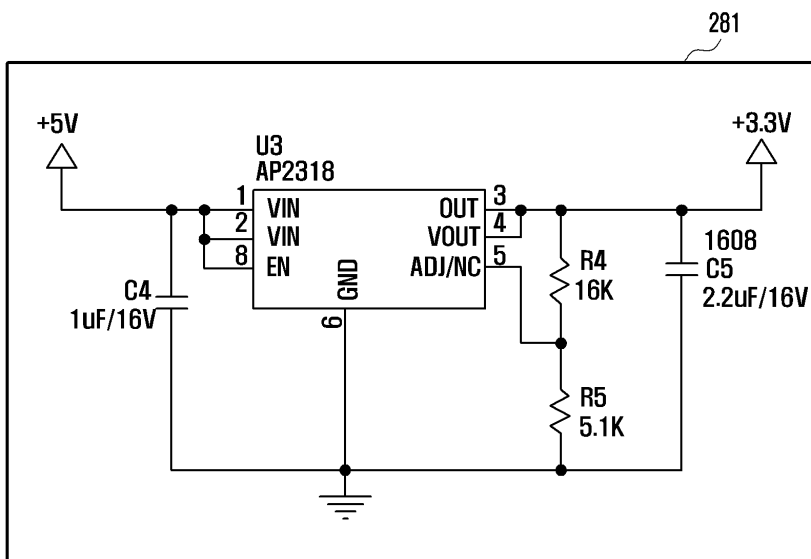 281
+5V
+3.3V
U3
AP2318
1
VIN
2
VIN
8
EN
GND
6
OUT
3
VOUT
4
ADJ/NC
5
C4
1uF/16V
R4
16K
R5
5.1K
1608
C5
2.2uF/16V